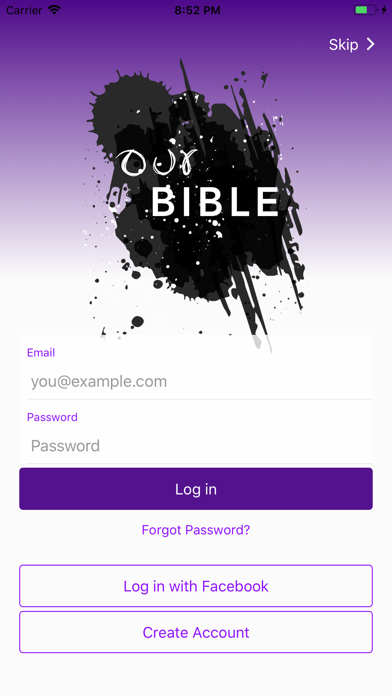 Carrier 8:52 PM
Skip
our
BIBLE
Email
you@example.com
Password
Password
Log in
Forgot Password?
Log in with Facebook
Create Account